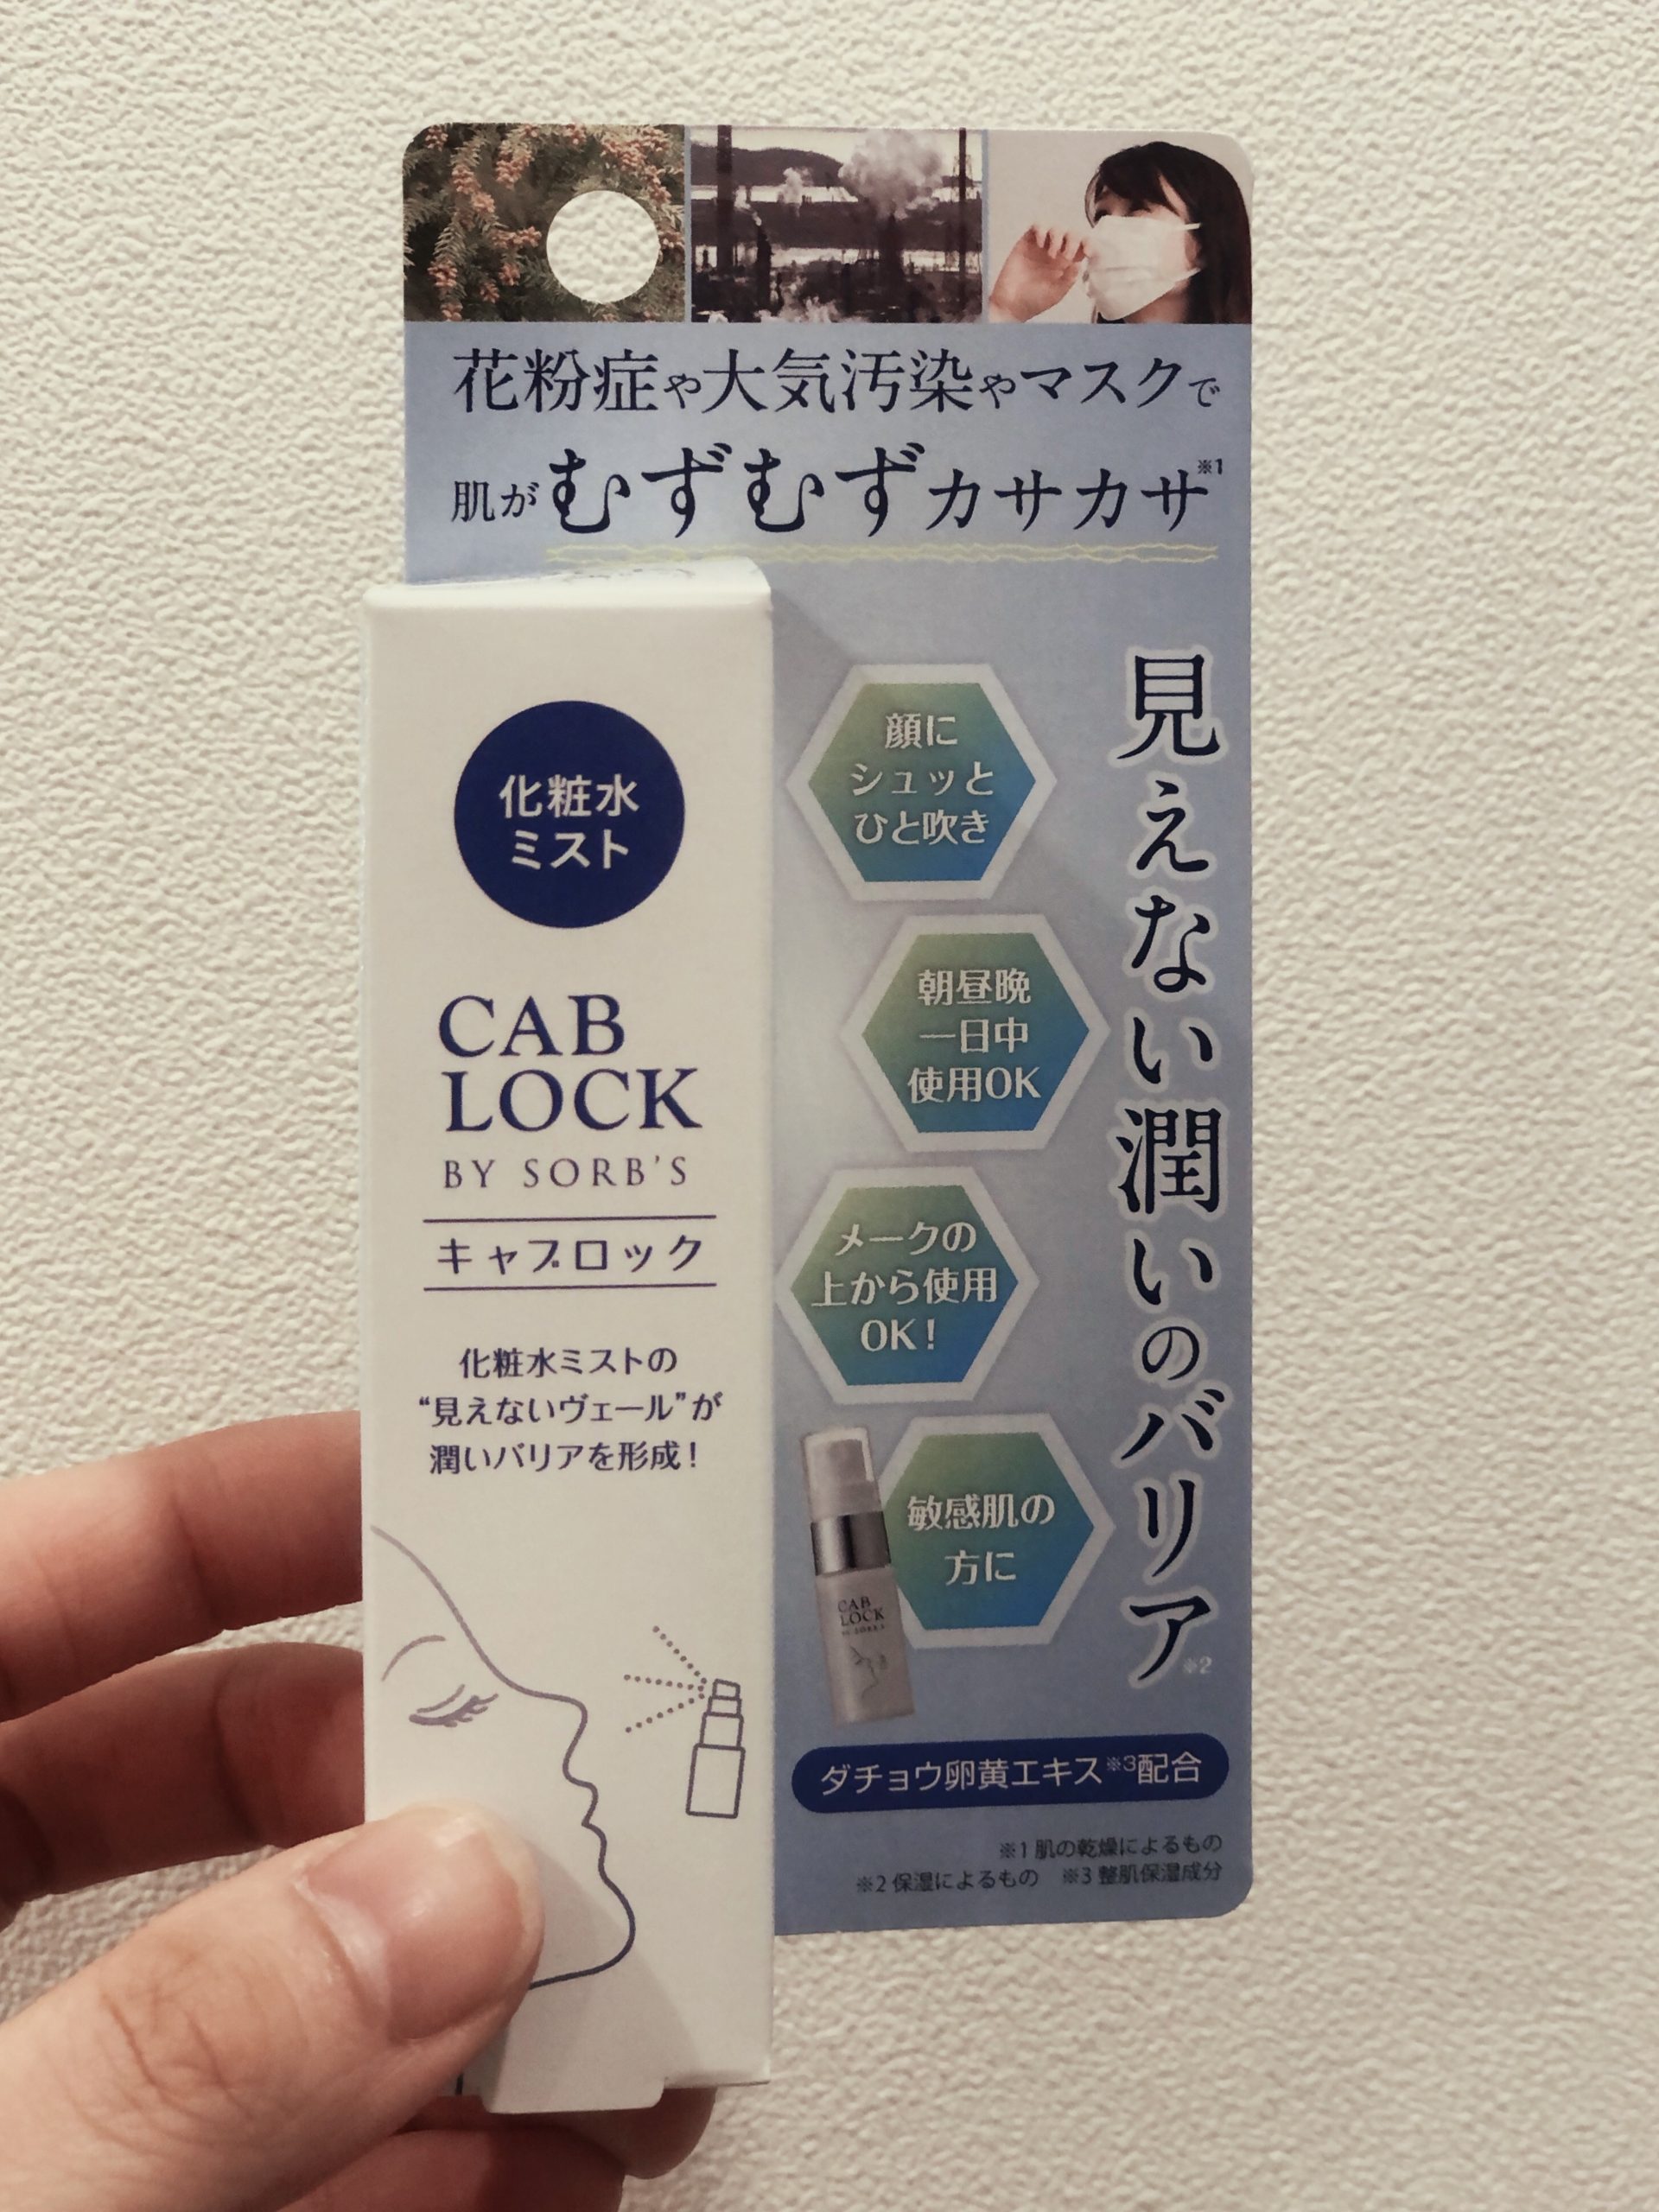 花粉症や大気汚染やマスクで
肌がむずむずカサカサ※1
化粧水
ミスト
CAB
LOCK
BY SORB'S
キャブロック
化粧水ミストの
“見えないヴェール”が
潤いバリアを形成！
見えない潤いのバリア※2
顔に
シュッと
ひと吹き
朝昼晩
一日中
使用OK
メークの
上から使用
OK！
敏感肌の
方に
CAB
LOCK
BY SORB'S
ダチョウ卵黄エキス※3配合
※1 肌の乾燥によるもの
※2 保湿によるもの ※3 整肌保湿成分